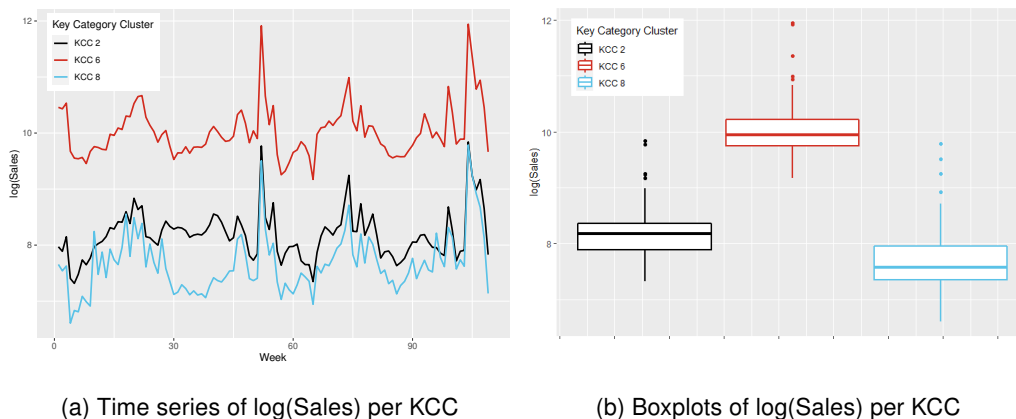 12
10
8
log(Sales)
Key Category Cluster
KCC 2
KCC 6
KCC 8
0
30
60
90
Week
(a) Time series of log(Sales) per KCC
12
10
8
log(Sales)
Key Category Cluster
KCC 2
KCC 6
KCC 8
(b) Boxplots of log(Sales) per KCC